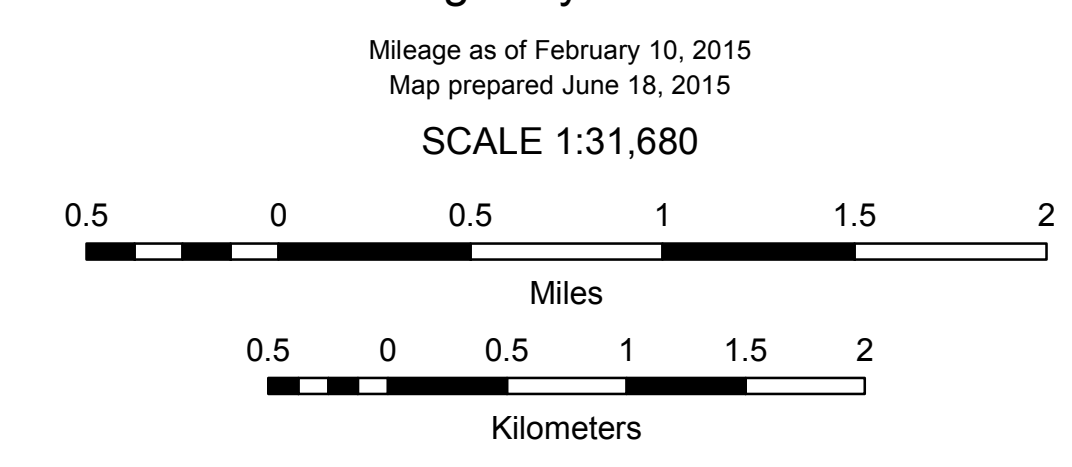 Mileage as of February 10, 2015
Map prepared June 18, 2015
SCALE 1:31,680
0.5 0 0.5 1 1.5 2
Miles
0.5 0 0.5 1 1.5 2
Kilometers